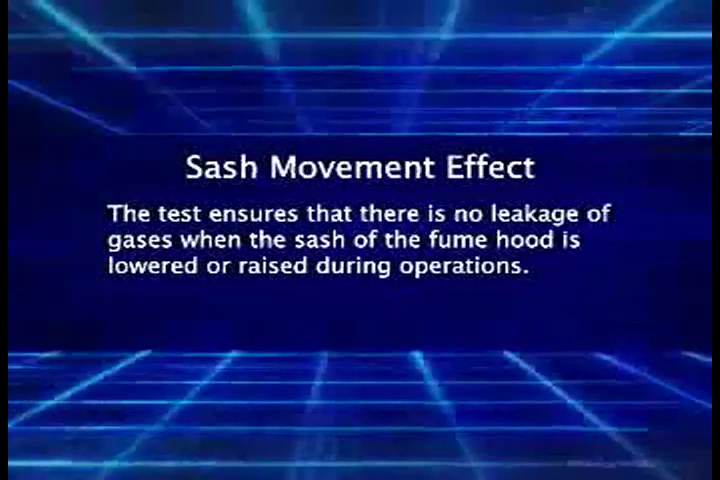 Sash Movement Effect
The test ensures that there is no leakage of
gases when the sash of the fume hood is
lowered or raised during operations.